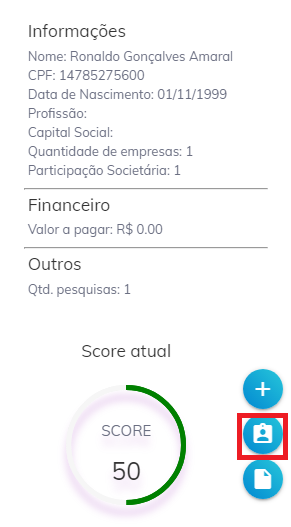 Informações
Nome: Ronaldo Gonçalves Amaral
CPF: 14785275600
Data de Nascimento: 01/11/1999
Profissão:
Capital Social:
Quantidade de empresas: 1
Participação Societária: 1
Financeiro
Valor a pagar: R$ 0.00
Outros
Qtd. pesquisas: 1
Score atual
SCORE
50